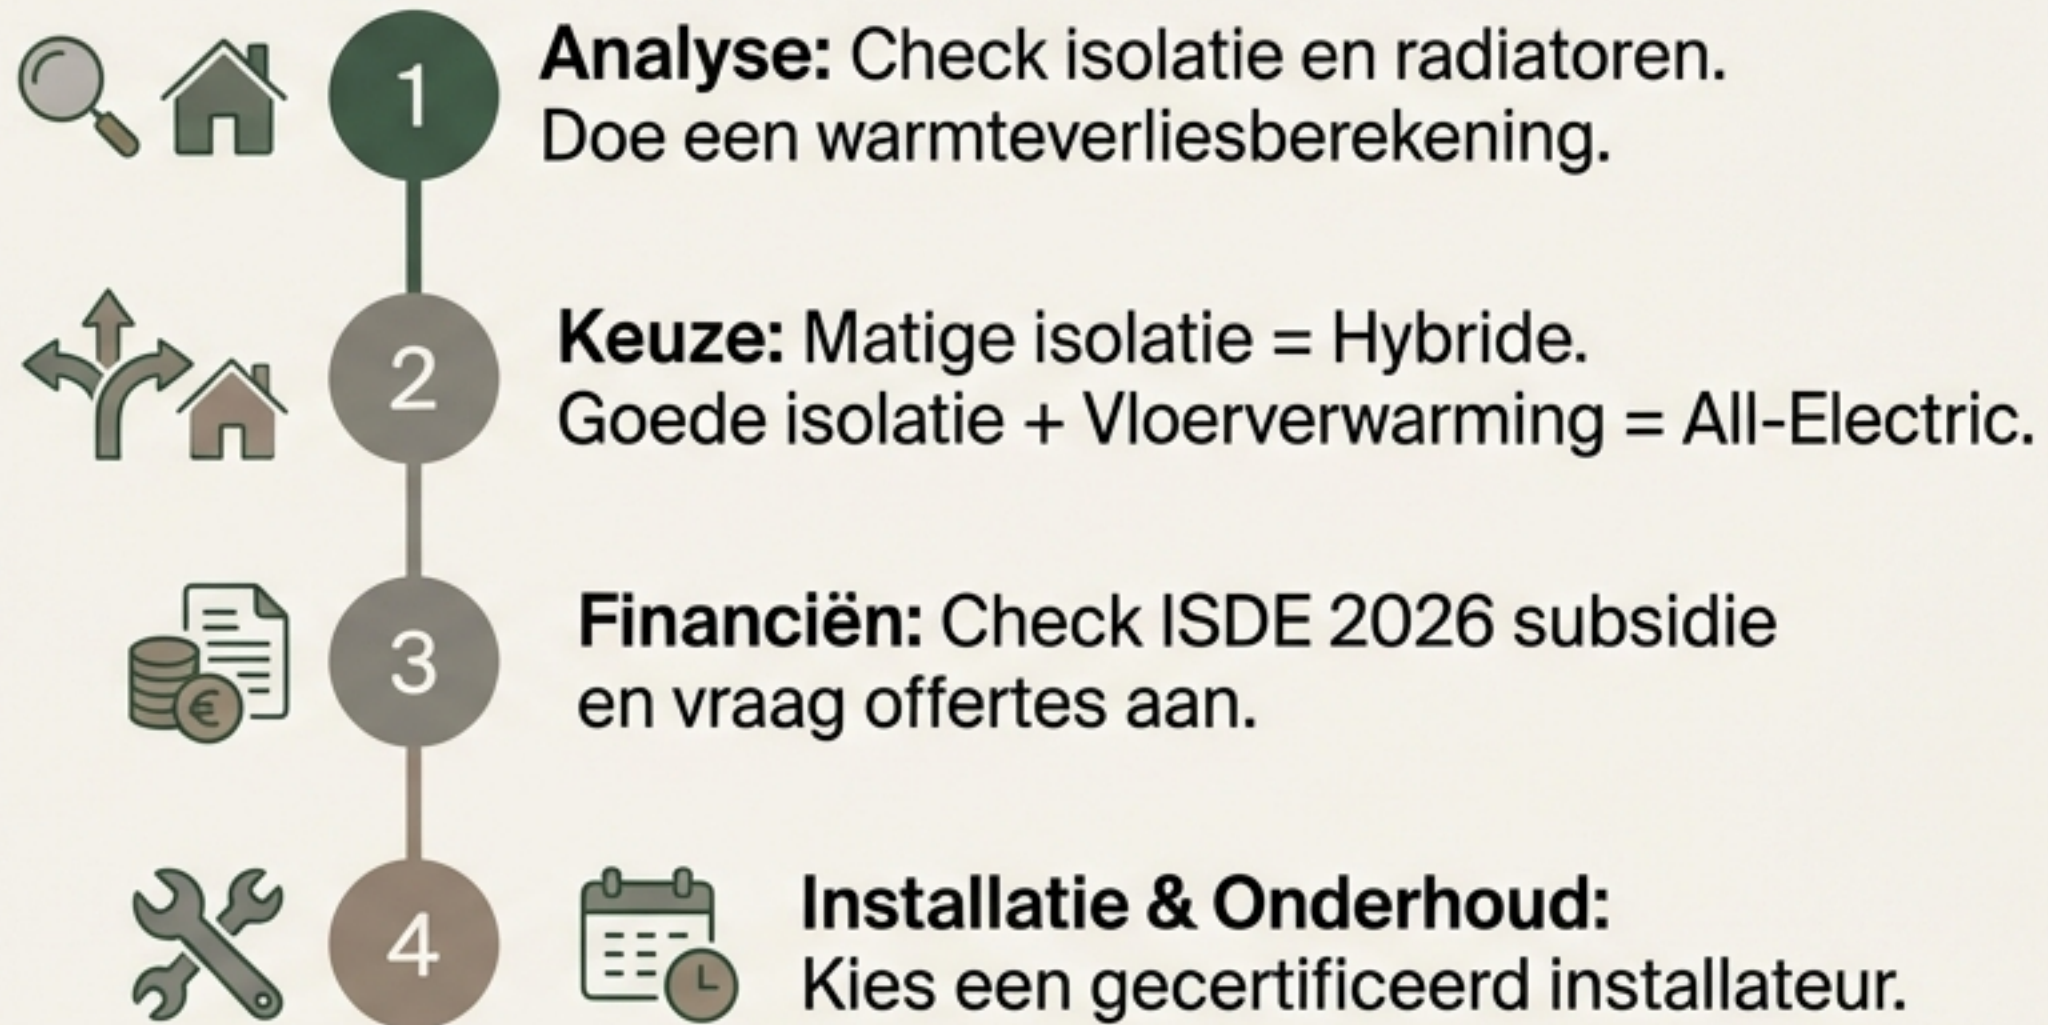 1
Analyse: Check isolatie en radiatoren.
Doe een warmteverliesberekening.
2
Keuze: Matige isolatie = Hybride.
Goede isolatie + Vloerverwarming = All-Electric.
3
Financiën: Check ISDE 2026 subsidie
en vraag offertes aan.
€
4
Installatie & Onderhoud:
Kies een gecertificeerd installateur.